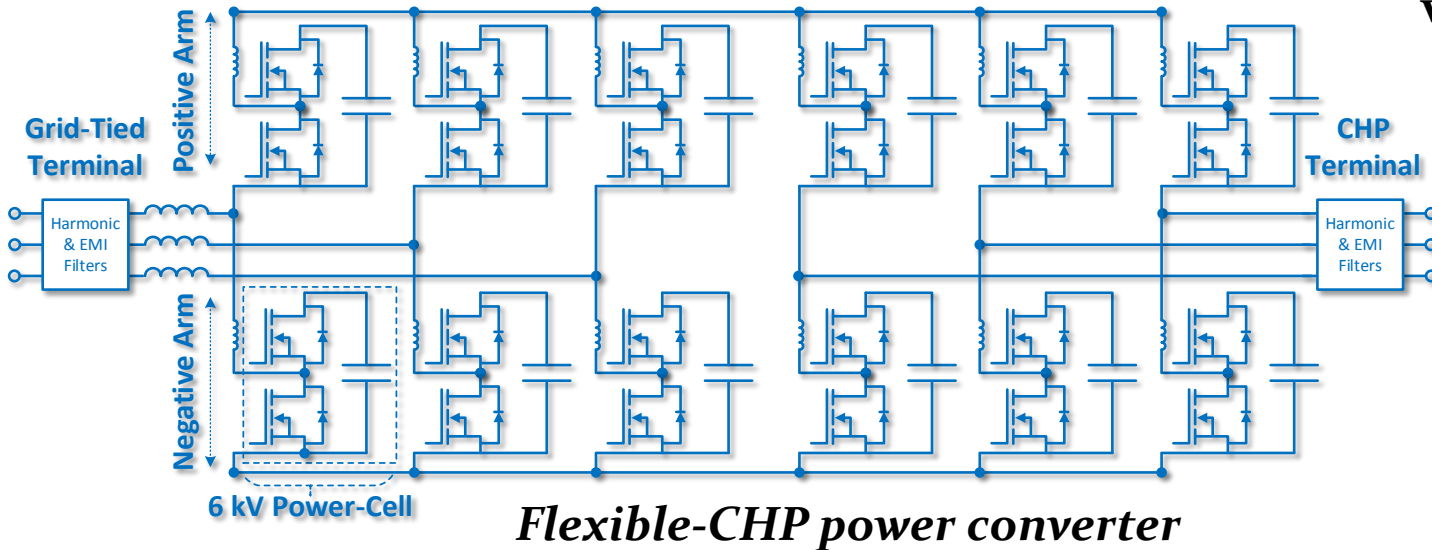 Positive Arm
Grid-Tied
Terminal
CHP
Terminal
Harmonic
& EMI
Filters
Harmonic
& EMI
Filters
Negative Arm
6 kV Power-Cell
Flexible-CHP power converter